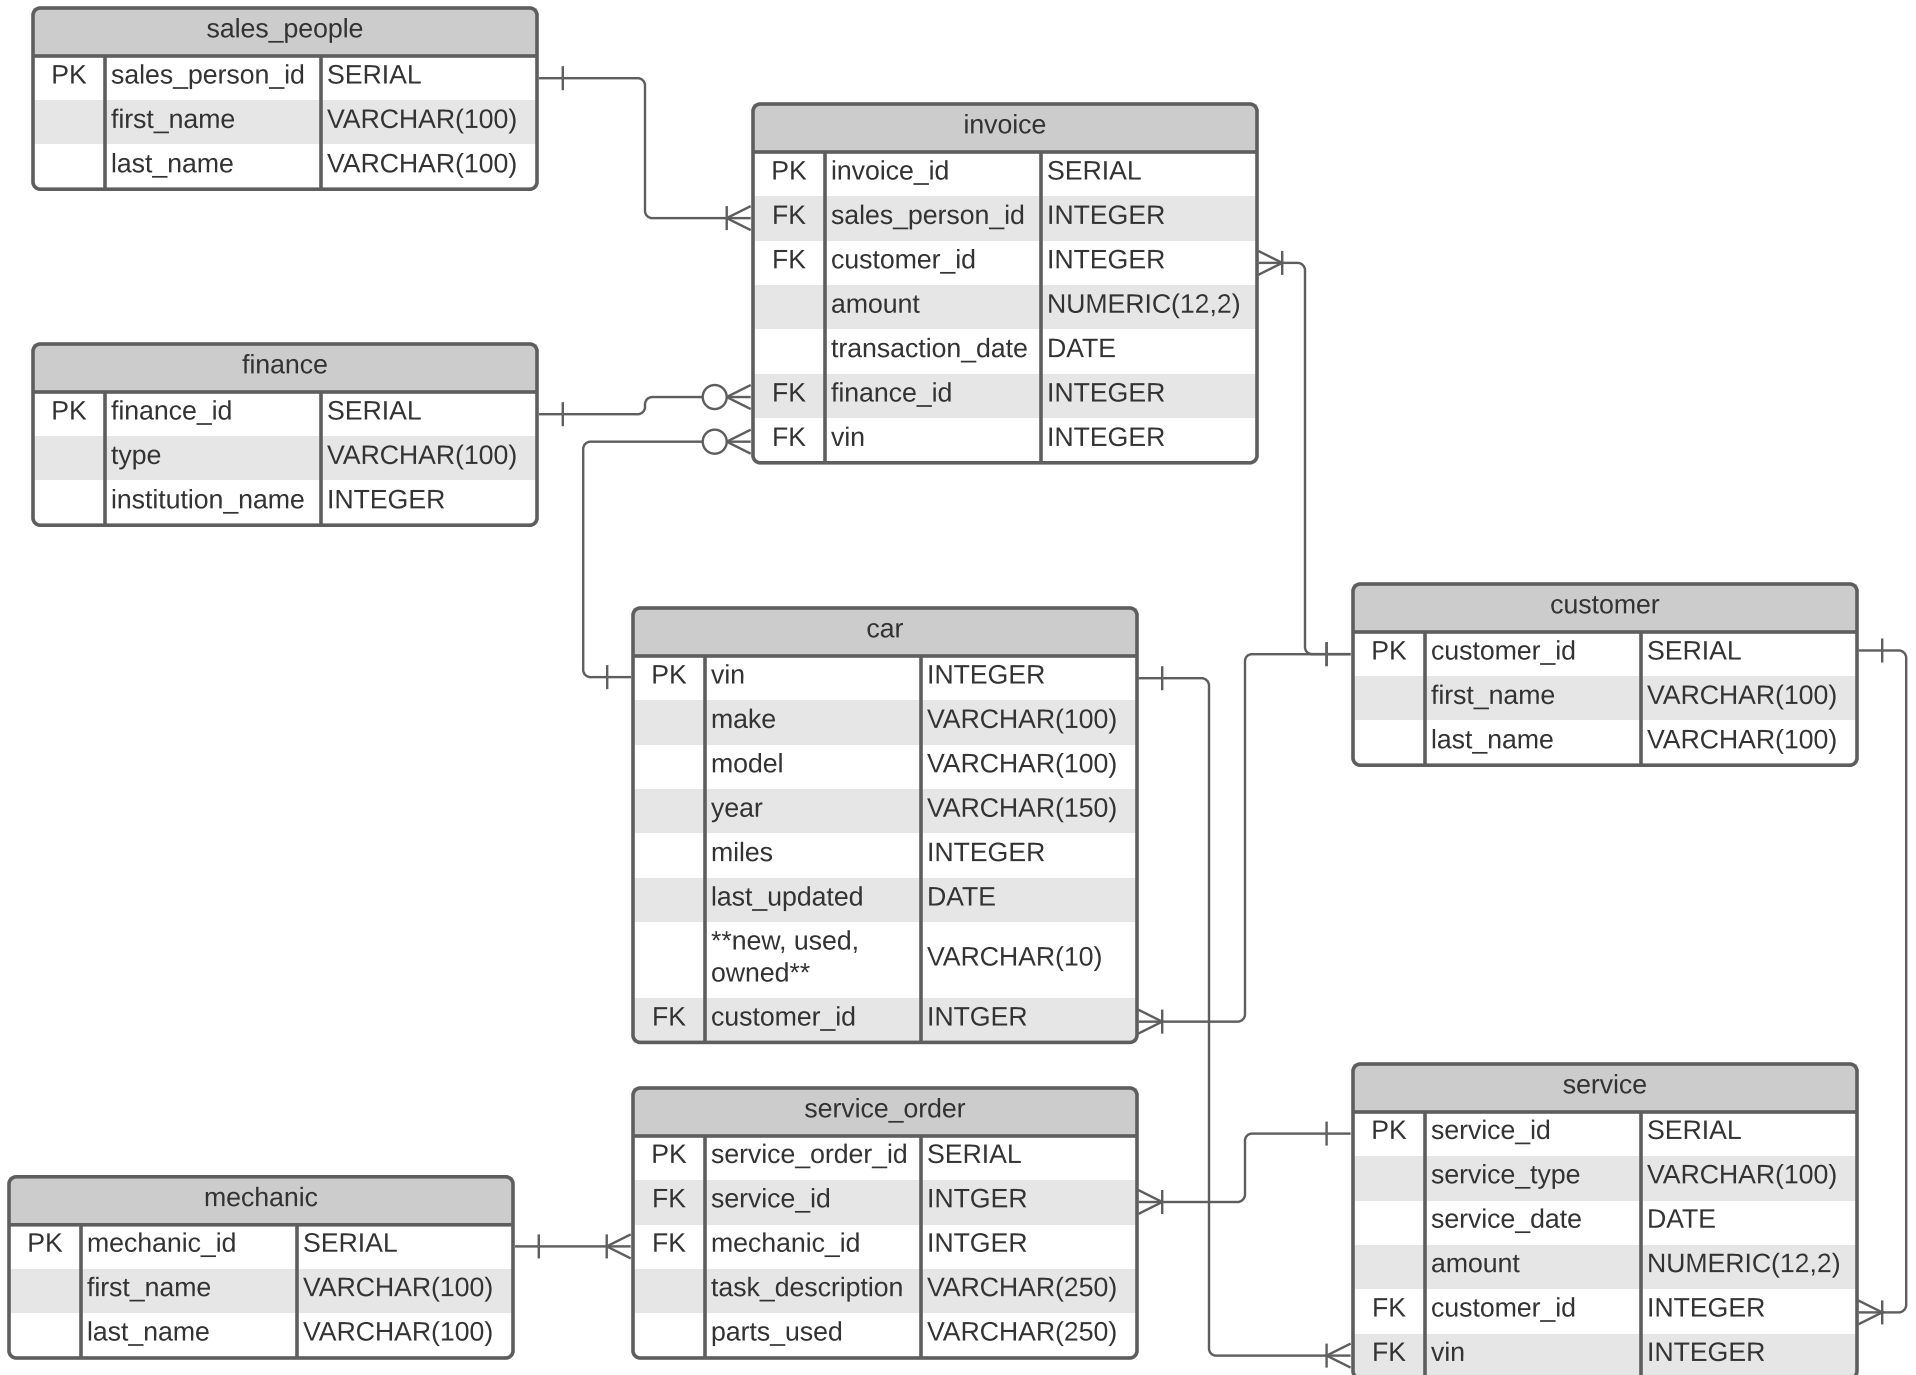 sales_people
PK sales_person_id SERIAL
first_name VARCHAR(100)
last_name VARCHAR(100)
invoice
PK invoice_id SERIAL
FK sales_person_id INTEGER
FK customer_id INTEGER
amount NUMERIC(12,2)
transaction_date DATE
FK finance_id INTEGER
FK vin INTEGER
finance
PK finance_id SERIAL
type VARCHAR(100)
institution_name INTEGER
car
PK vin INTEGER
make VARCHAR(100)
model VARCHAR(100)
year VARCHAR(150)
miles INTEGER
last_updated DATE
**new, used,
owned** VARCHAR(10)
FK customer_id INTGER
customer
PK customer_id SERIAL
first_name VARCHAR(100)
last_name VARCHAR(100)
service_order
PK service_order_id SERIAL
FK service_id INTGER
FK mechanic_id INTGER
task_description VARCHAR(250)
parts_used VARCHAR(250)
service
PK service_id SERIAL
service_type VARCHAR(100)
service_date DATE
amount NUMERIC(12,2)
FK customer_id INTEGER
FK vin INTEGER
mechanic
PK mechanic_id SERIAL
first_name VARCHAR(100)
last_name VARCHAR(100)